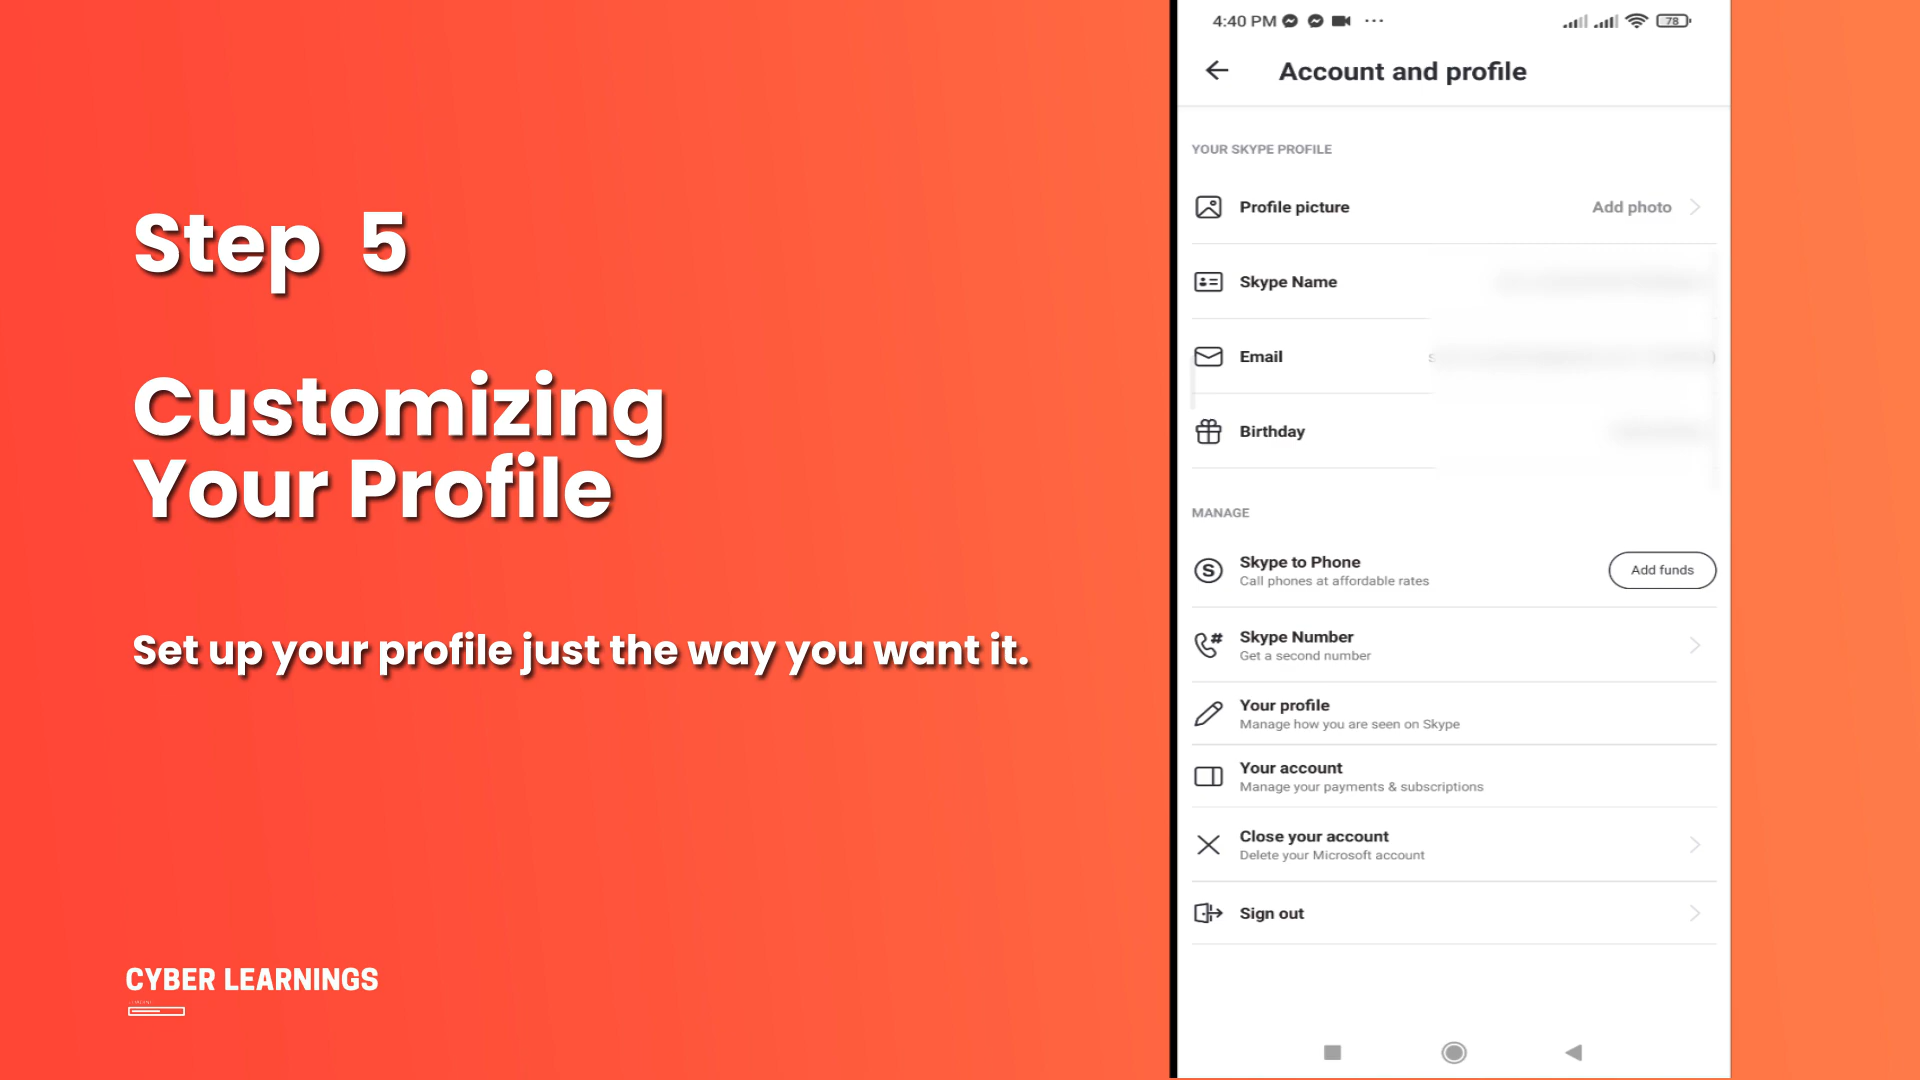 Step 5
Customizing
Your Profile
Set up your profile just the way you want it.
CYBER LEARNINGS
4:40 PM
78
Account and profile
YOUR SKYPE PROFILE
Profile picture
Add photo
Skype Name
Email
Birthday
MANAGE
Skype to Phone
Call phones at affordable rates
Add funds
Skype Number
Get a second number
Your profile
Manage how you are seen on Skype
Your account
Manage your payments & subscriptions
Close your account
Delete your Microsoft account
Sign out